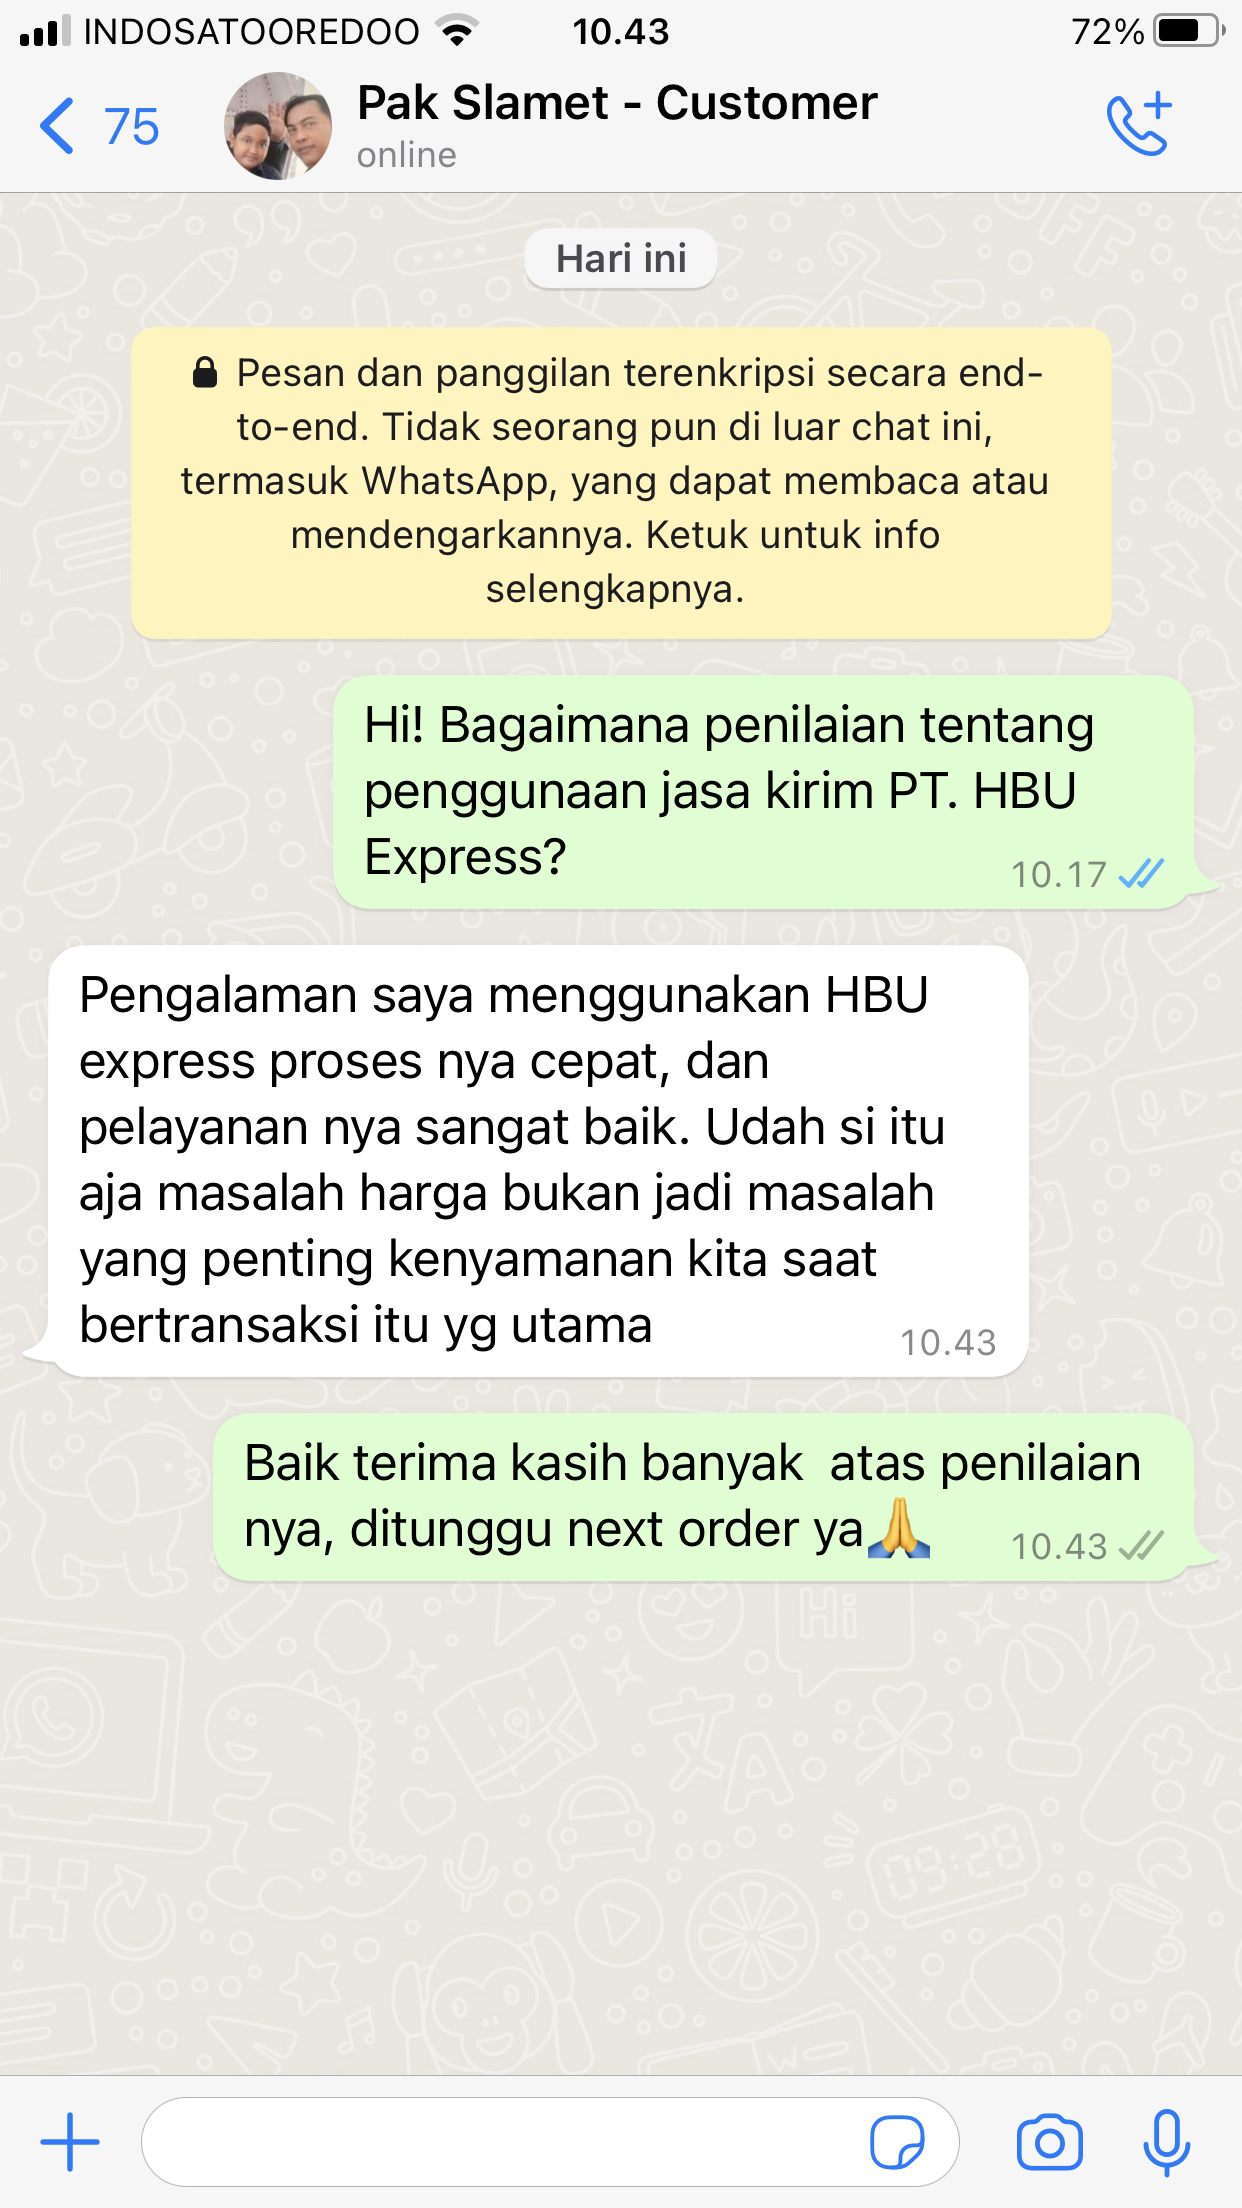 INDOSATOOREDOO 10.43 72%
75 Pak Slamet - Customer
online
Hari ini
Pesan dan panggilan terenkripsi secara end-
to-end. Tidak seorang pun di luar chat ini,
termasuk WhatsApp, yang dapat membaca atau
mendengarkannya. Ketuk untuk info
selengkapnya.
Hi! Bagaimana penilaian tentang
penggunaan jasa kirim PT. HBU
Express?
10.17
Pengalaman saya menggunakan HBU
express proses nya cepat, dan
pelayanan nya sangat baik. Udah si itu
aja masalah harga bukan jadi masalah
yang penting kenyamanan kita saat
bertransaksi itu yg utama
10.43
Baik terima kasih banyak  atas penilaian
nya, ditunggu next order ya🙏
10.43